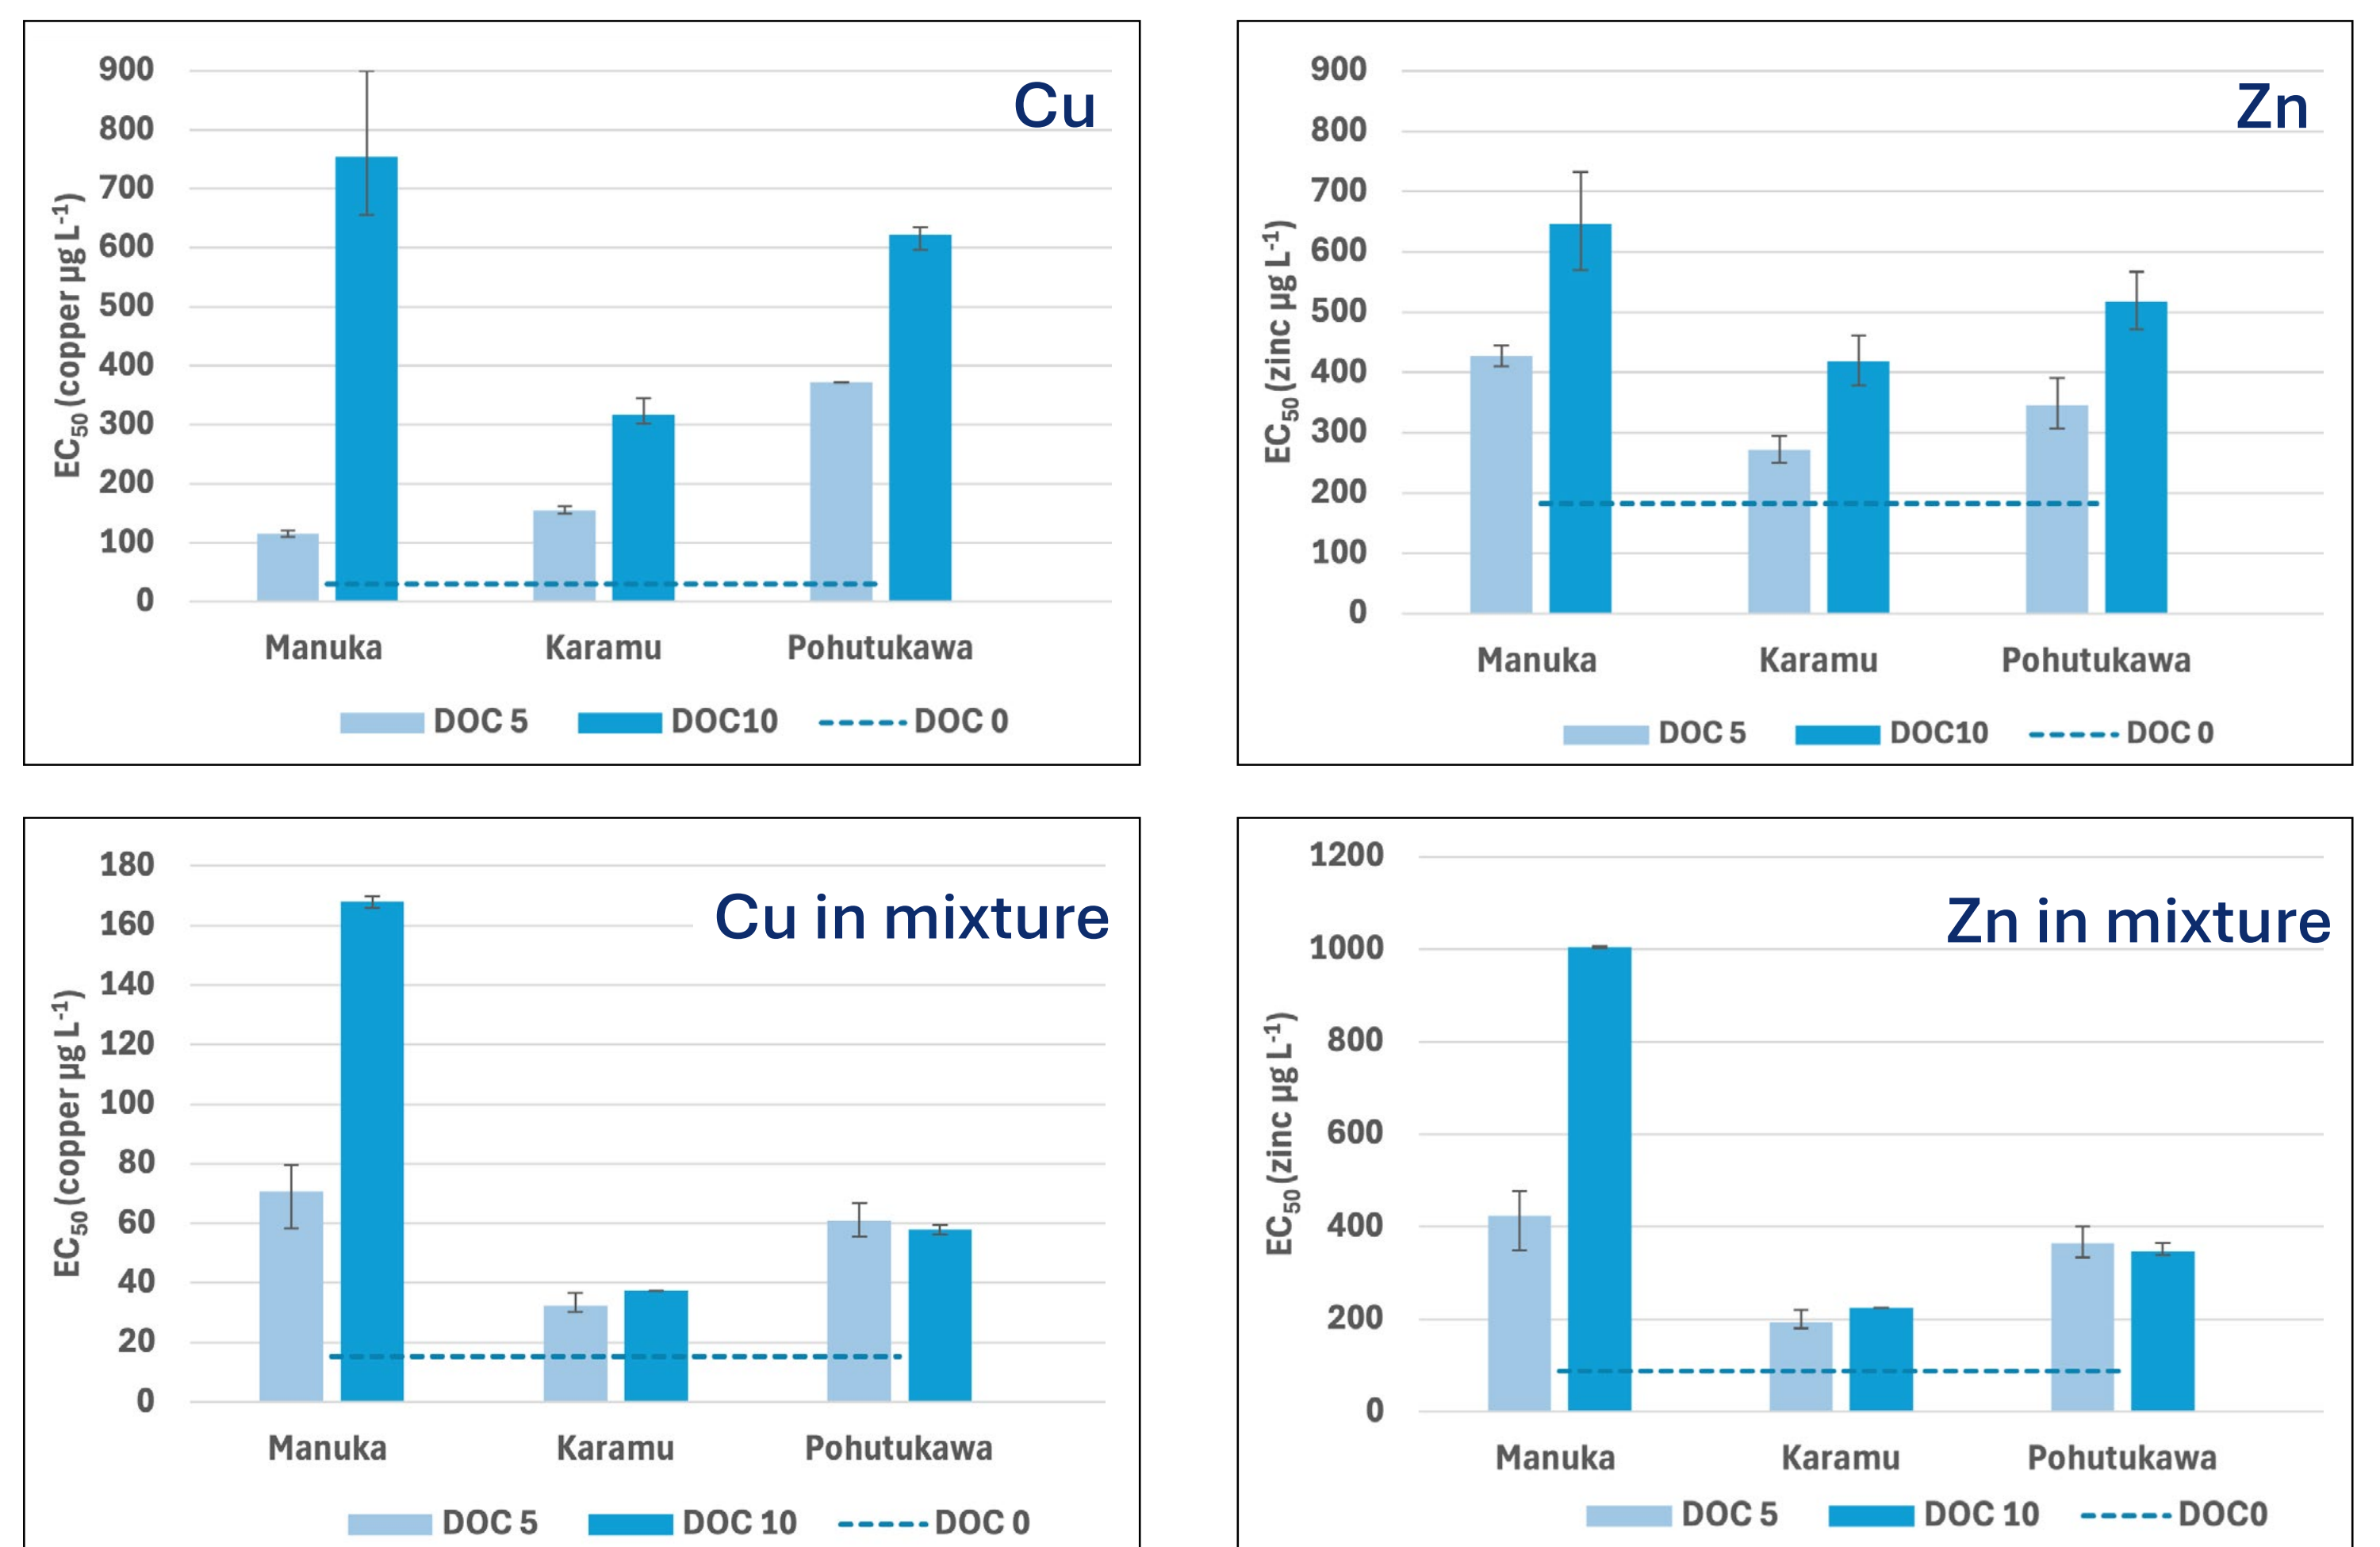 Cu
EC50 (copper µg L-1)
900
800
700
600
500
400
300
200
100
0
Manuka Karamu Pohutukawa
DOC 5 DOC10 DOC 0
Zn
EC50 (zinc µg L-1)
900
800
700
600
500
400
300
200
100
0
Manuka Karamu Pohutukawa
DOC 5 DOC10 DOC 0
Cu in mixture
EC50 (copper µg L-1)
180
160
140
120
100
80
60
40
20
0
Manuka Karamu Pohutukawa
DOC 5 DOC 10 DOC 0
Zn in mixture
EC50 (zinc µg L-1)
1200
1000
800
600
400
200
0
Manuka Karamu Pohutukawa
DOC 5 DOC 10 DOC0